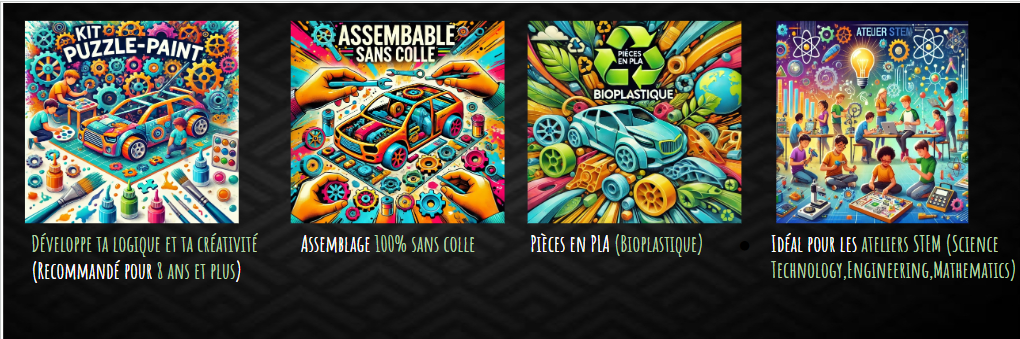 KIT
PUZZLE-PAINT
Développe ta logique et ta créativité
(Recommandé pour 8 ans et plus)
ASSEMBABLE
SANS COLLE
Assemblage 100% sans colle
PIÈCES
EN PLA
BIOPLASTIQUE
Pièces en PLA (Bioplastique)
ATELIER STEM
Idéal pour les ateliers STEM (Science
Technology,Engineering,Mathematics)